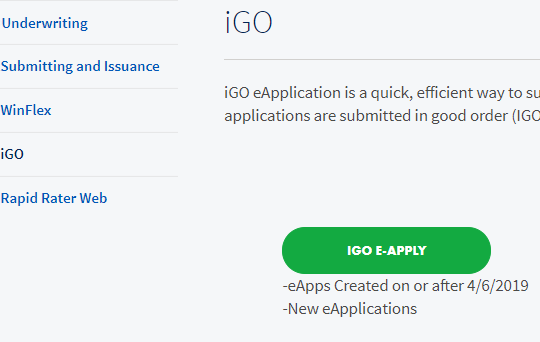 Underwriting
Submitting and Issuance
WinFlex
iGO
Rapid Rater Web
iGO
iGO eApplication is a quick, efficient way to
applications are submitted in good order (IGO
IGO E-APPLY
-eApps Created on or after 4/6/2019
-New eApplications